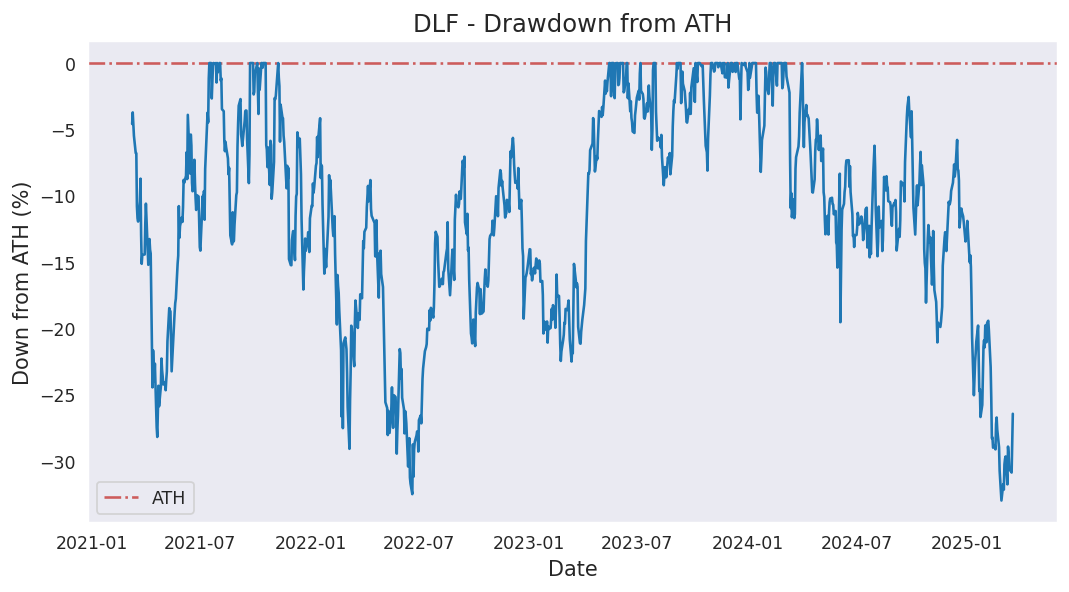 DLF - Drawdown from ATH
Down from ATH (%)
0
−5
−10
−15
−20
−25
−30
ATH
2021-01 2021-07 2022-01 2022-07 2023-01 2023-07 2024-01 2024-07 2025-01
Date